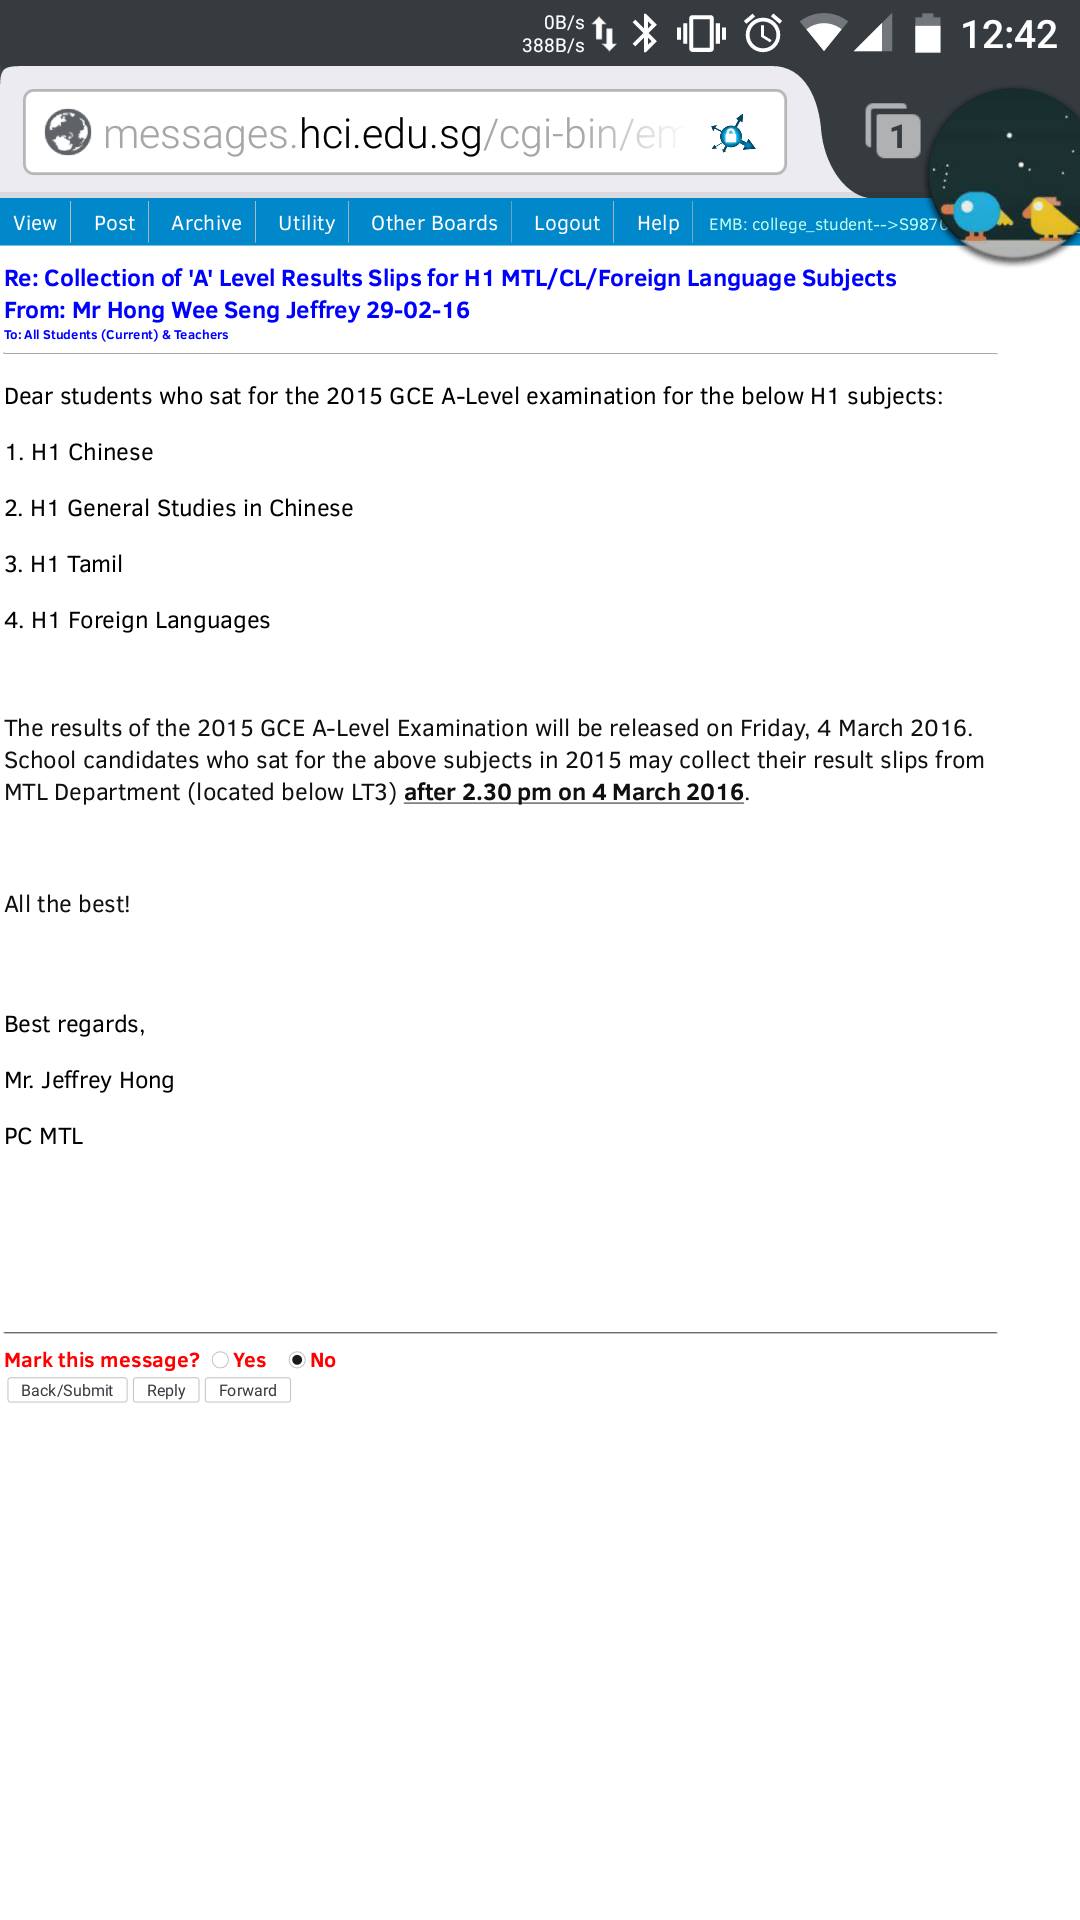 0B/s
388B/s
12:42
messages.hci.edu.sg/cgi-bin/em
1
View Post Archive Utility Other Boards Logout Help EMB: college_student-->S987
Re: Collection of 'A' Level Results Slips for H1 MTL/CL/Foreign Language Subjects
From: Mr Hong Wee Seng Jeffrey 29-02-16
To: All Students (Current) & Teachers
Dear students who sat for the 2015 GCE A-Level examination for the below H1 subjects:
1. H1 Chinese
2. H1 General Studies in Chinese
3. H1 Tamil
4. H1 Foreign Languages
The results of the 2015 GCE A-Level Examination will be released on Friday, 4 March 2016.
School candidates who sat for the above subjects in 2015 may collect their result slips from
MTL Department (located below LT3) after 2.30 pm on 4 March 2016.
All the best!
Best regards,
Mr. Jeffrey Hong
PC MTL
Mark this message? Yes No
Back/Submit Reply Forward